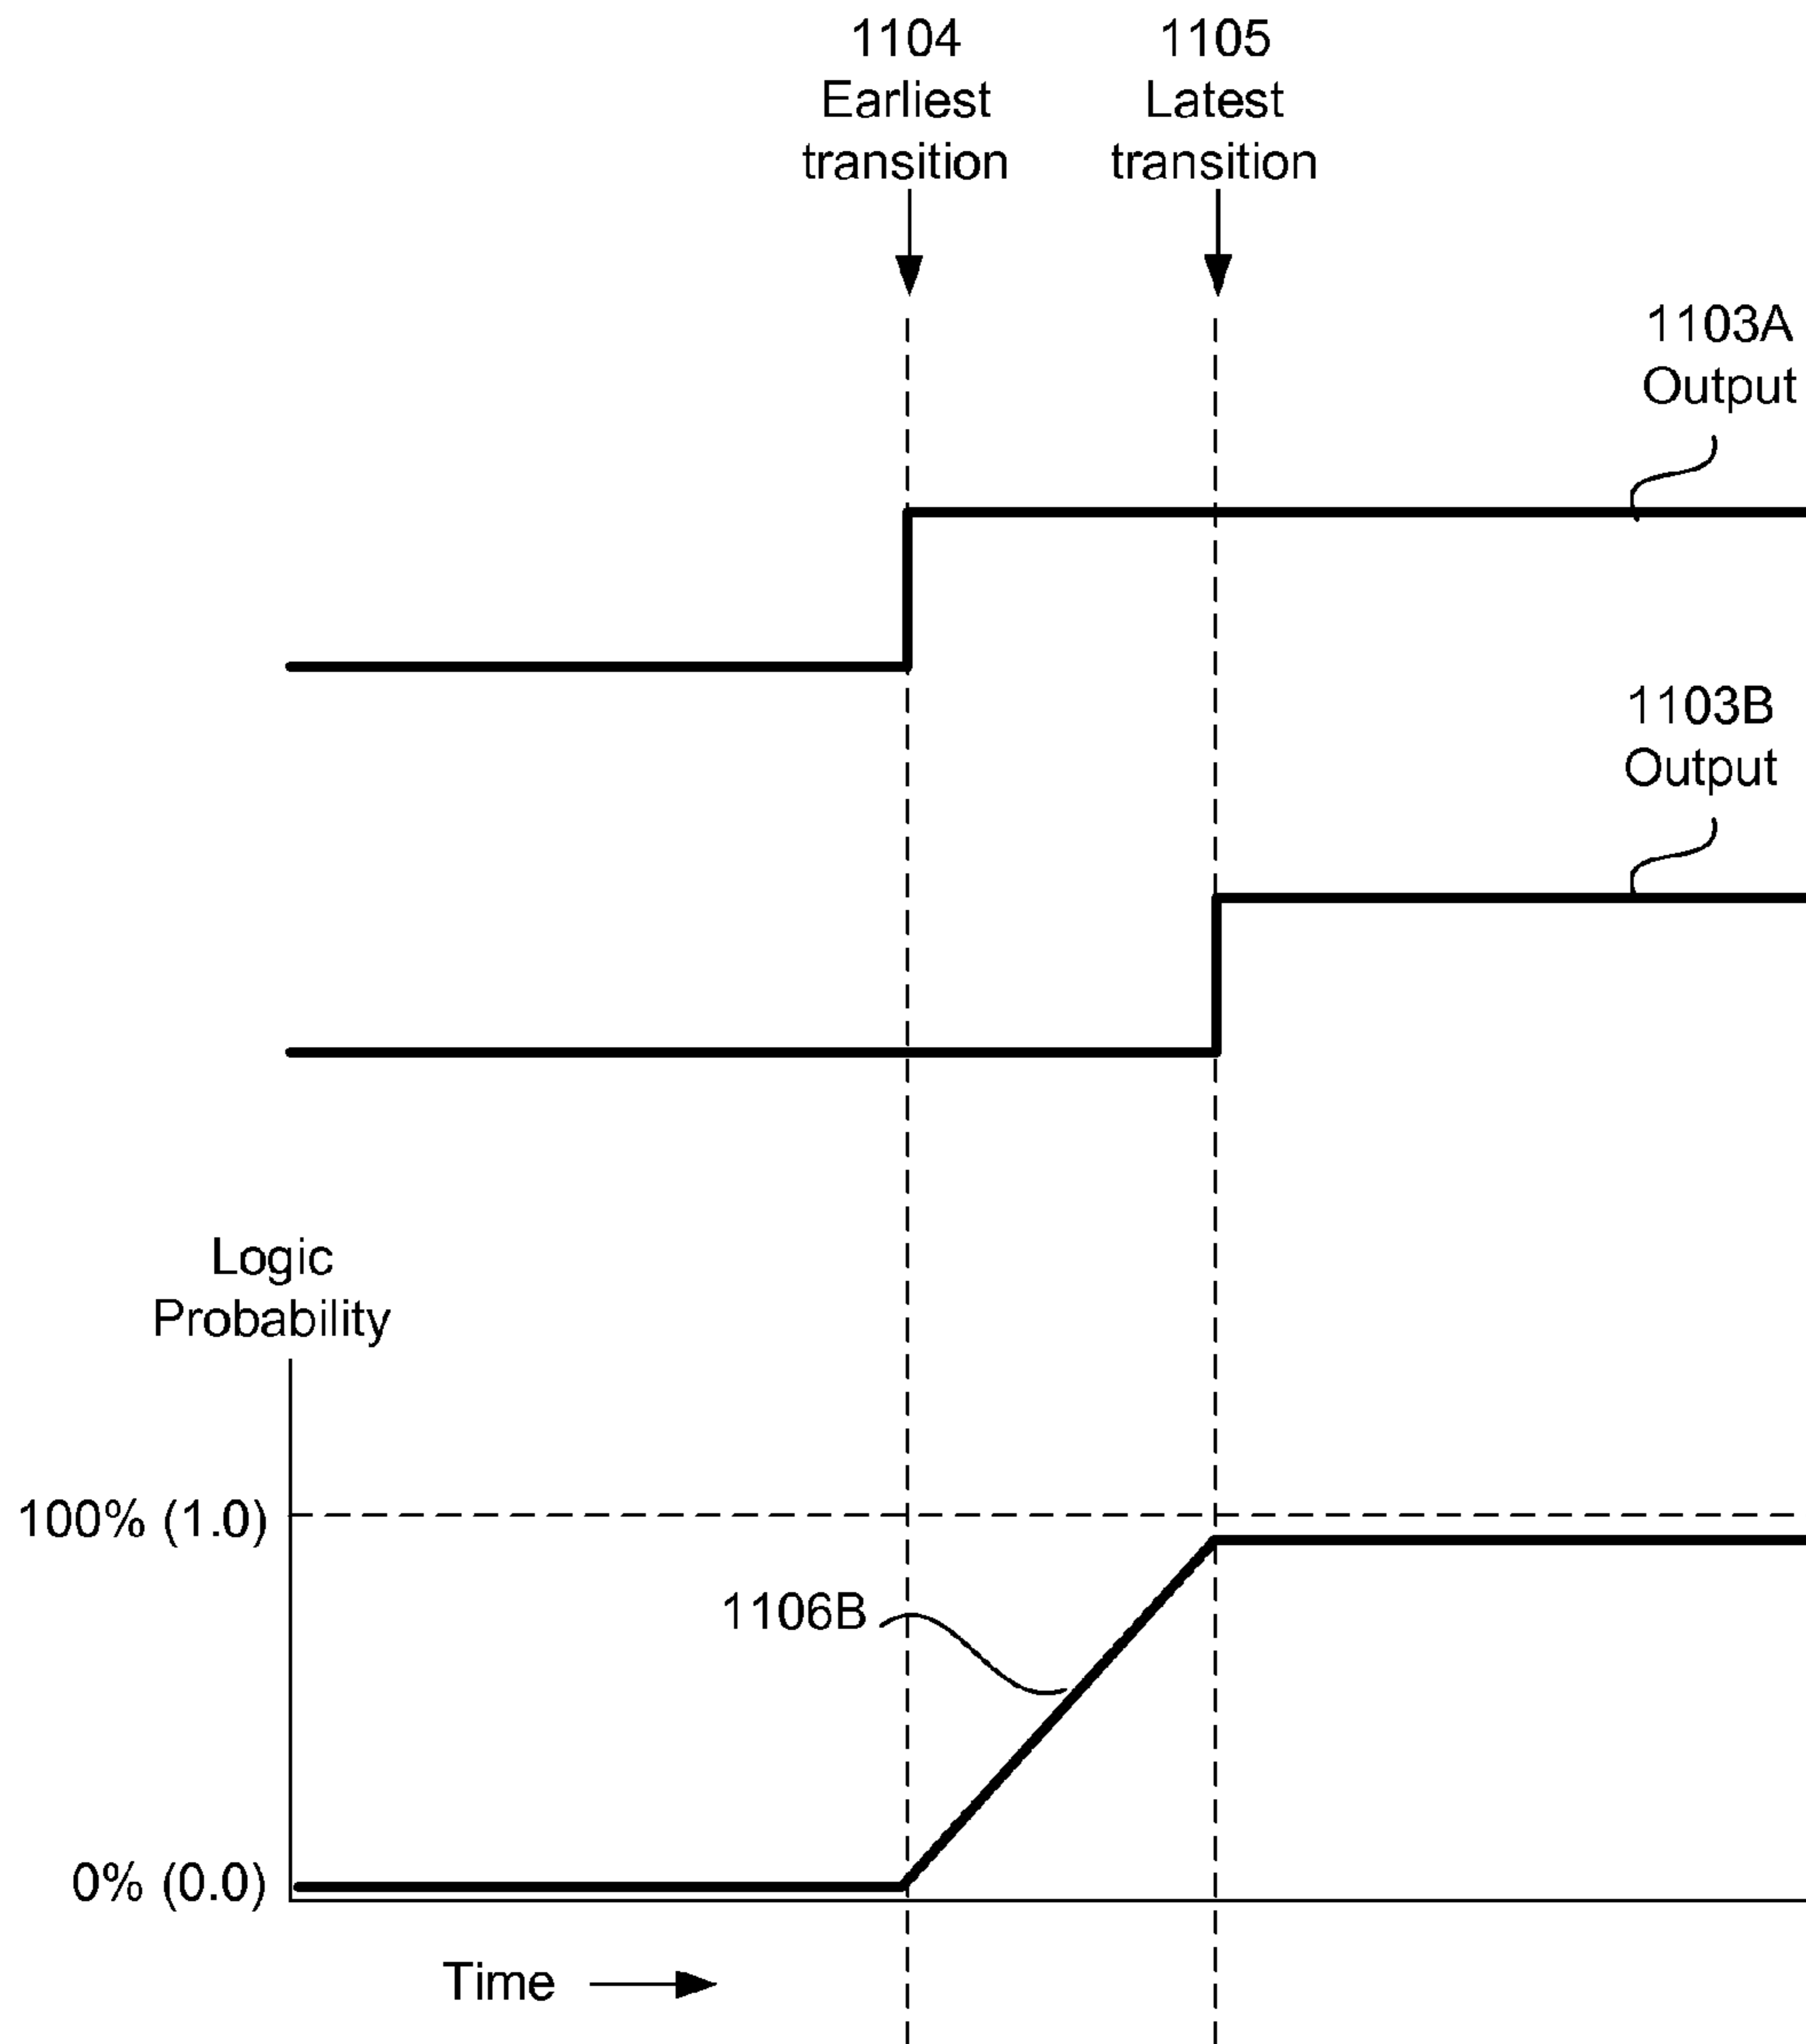 1104
Earliest
transition
1105
Latest
transition
1103A
Output
1103B
Output
Logic
Probability
100% (1.0)
1106B
0% (0.0)
Time